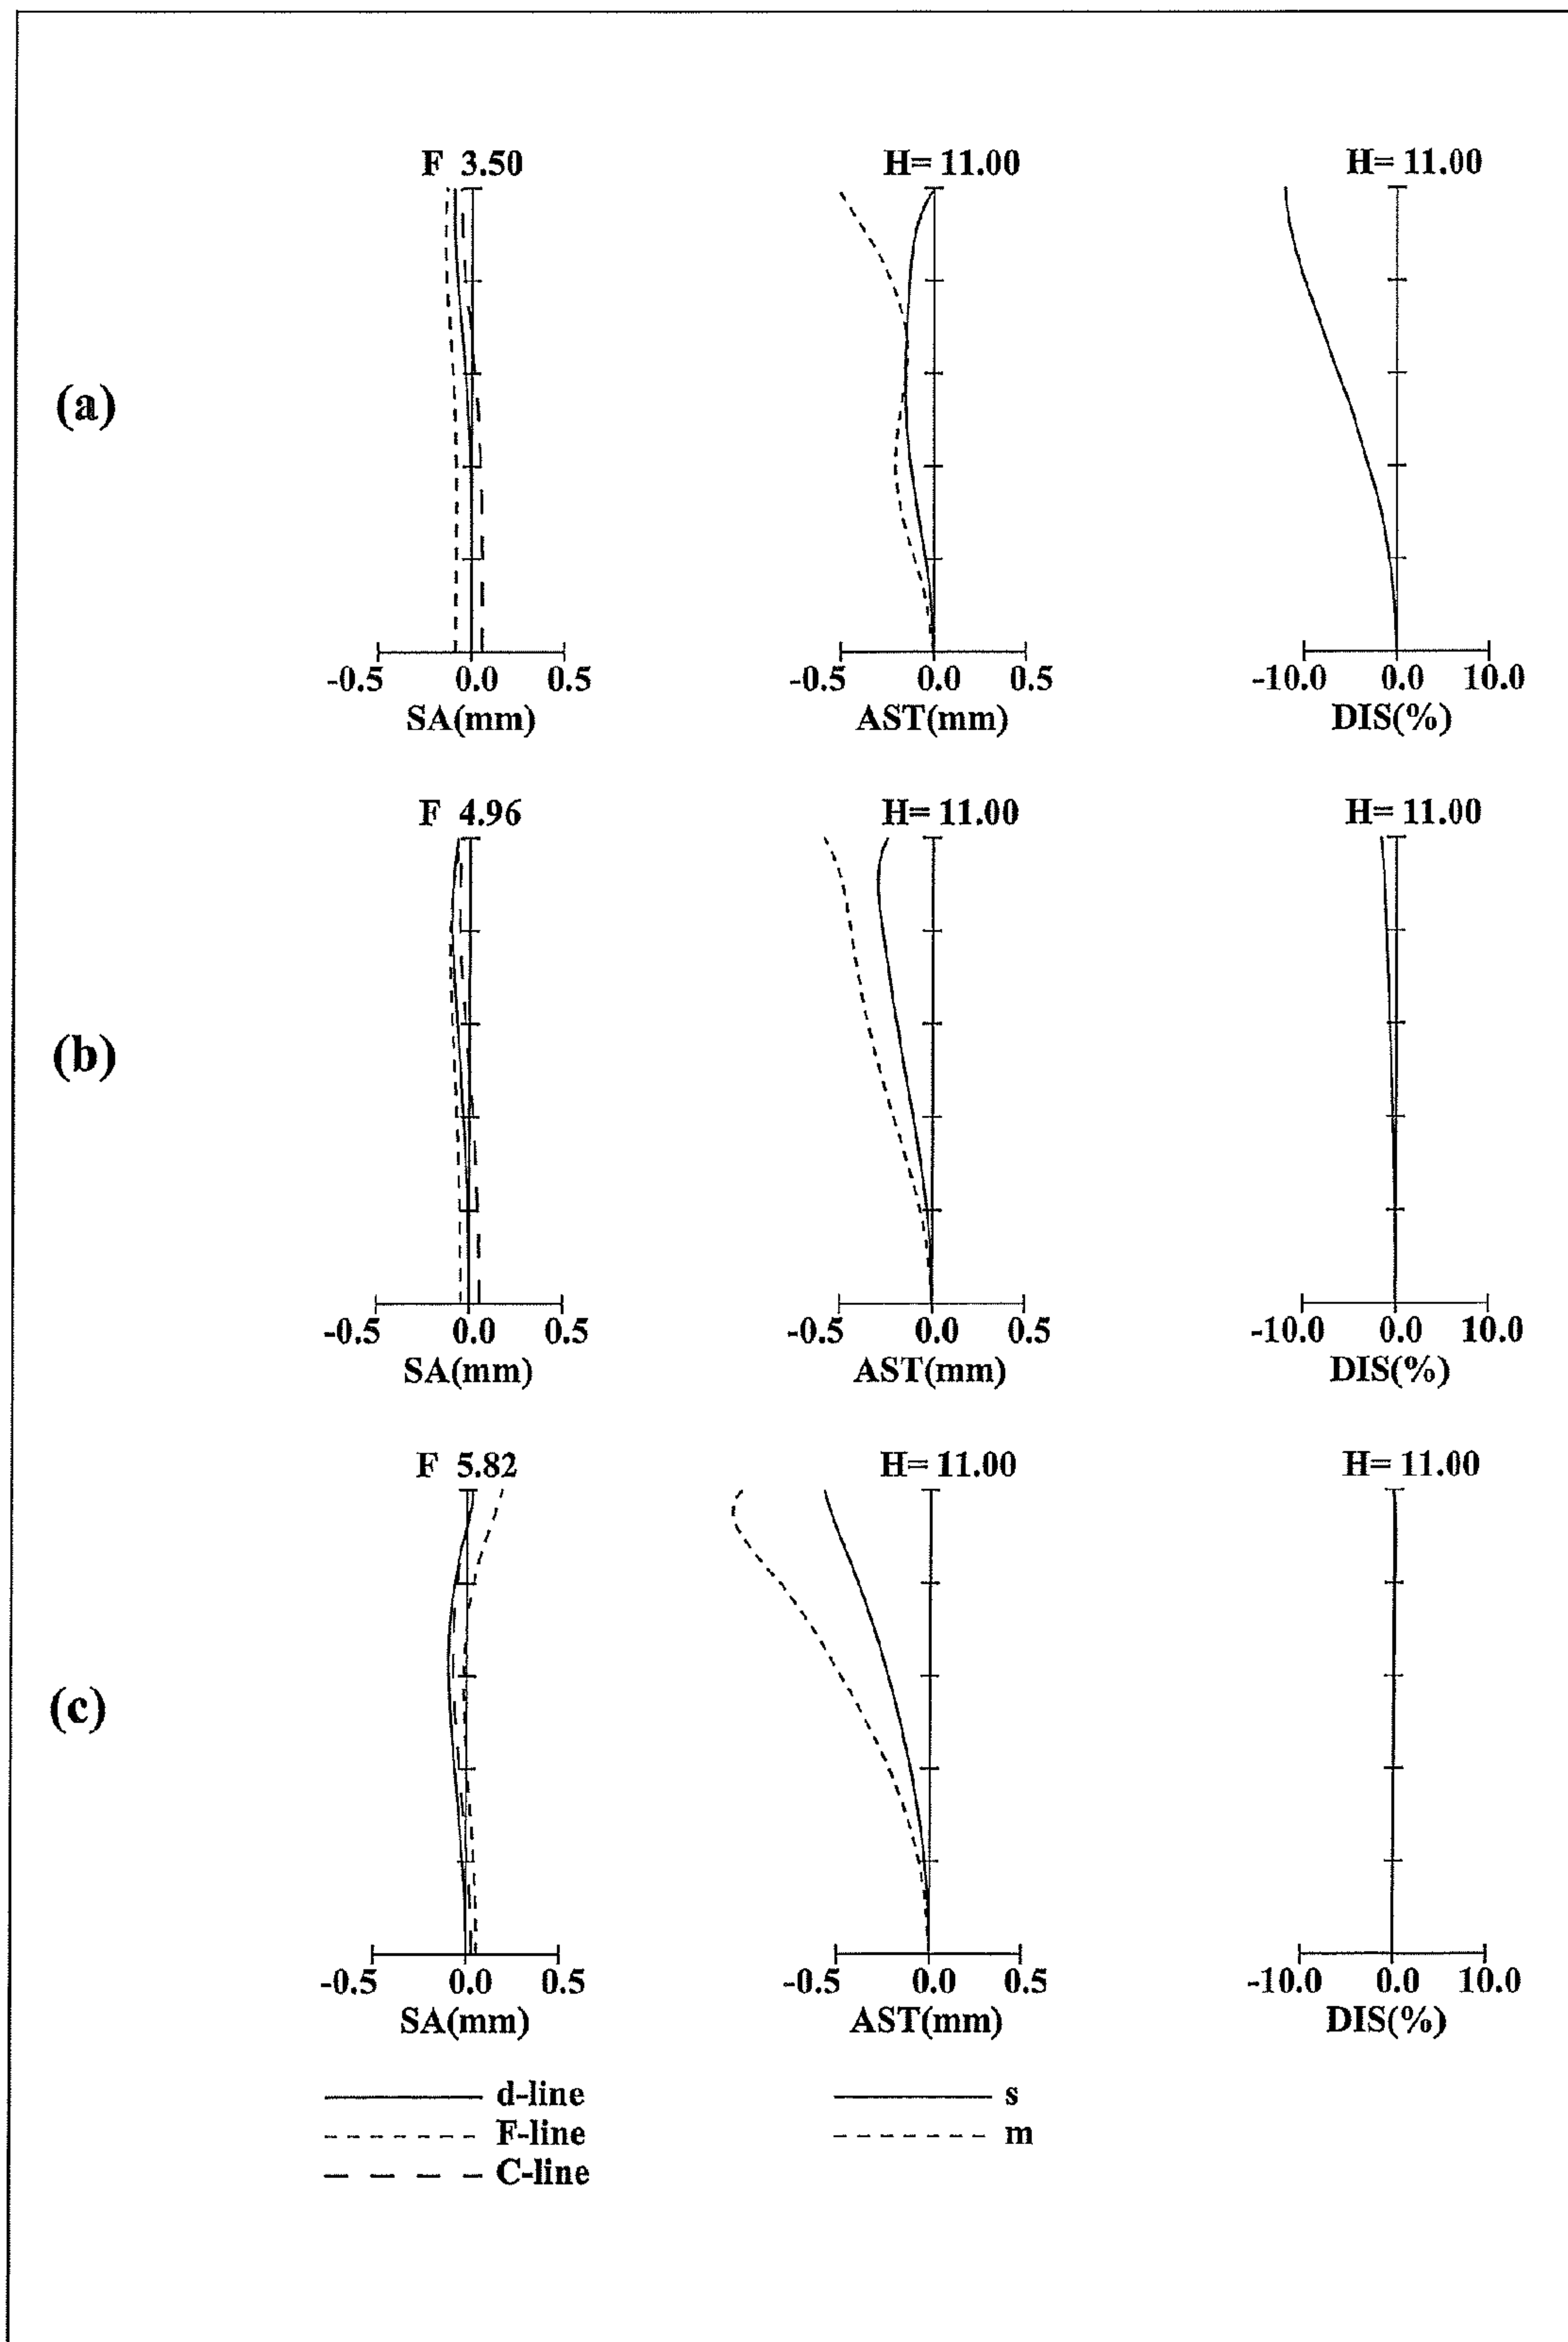 F 3.50 H= 11.00 H= 11.00
(a)
-0.5 0.0 0.5 -0.5 0.0 0.5 -10.0 0.0 10.0
SA(mm) AST(mm) DIS(%)
F 4.96 H= 11.00 H= 11.00
(b)
-0.5 0.0 0.5 -0.5 0.0 0.5 -10.0 0.0 10.0
SA(mm) AST(mm) DIS(%)
F 5.82 H= 11.00 H= 11.00
(c)
-0.5 0.0 0.5 -0.5 0.0 0.5 -10.0 0.0 10.0
SA(mm) AST(mm) DIS(%)
d-line s
F-line m
C-line